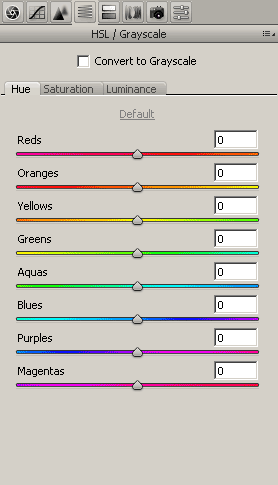 HSL / Grayscale
Convert to Grayscale
Hue Saturation Luminance
Default
Reds 0
Oranges 0
Yellows 0
Greens 0
Aquas 0
Blues 0
Purples 0
Magentas 0